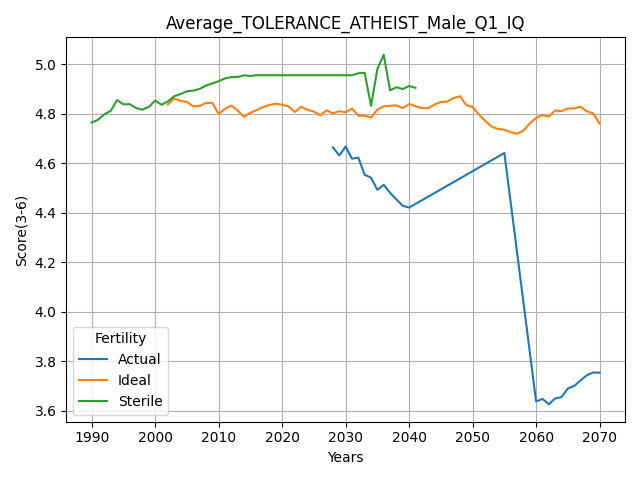 Average_TOLERANCE_ATHEIST_Male_Q1_IQ
Score(3-6)
5.0
4.8
4.6
4.4
4.2
4.0
3.8
3.6
Fertility
Actual
Ideal
Sterile
1990 2000 2010 2020 2030 2040 2050 2060 2070
Years